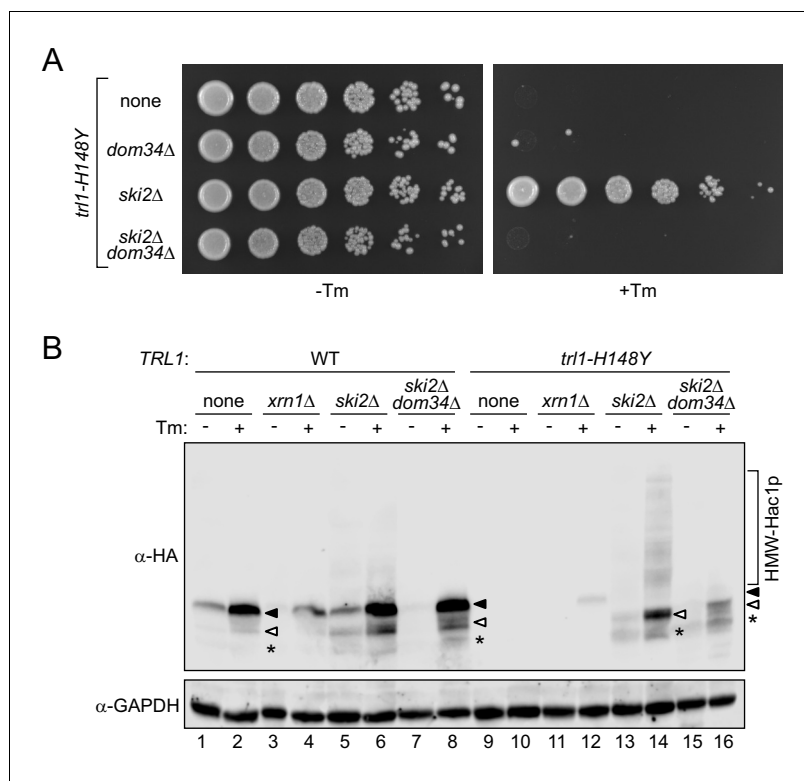 A
trl1-H148Y
none
dom34Δ
ski2Δ
ski2Δ
dom34Δ
-Tm
+Tm
B
TRL1: WT trl1-H148Y
none xrn1Δ ski2Δ ski2Δ dom34Δ none xrn1Δ ski2Δ ski2Δ dom34Δ
Tm: - + - + - + - + - + - + - + - +
α-HA
HMW-Hac1p
* * * *
α-GAPDH
1 2 3 4 5 6 7 8 9 10 11 12 13 14 15 16